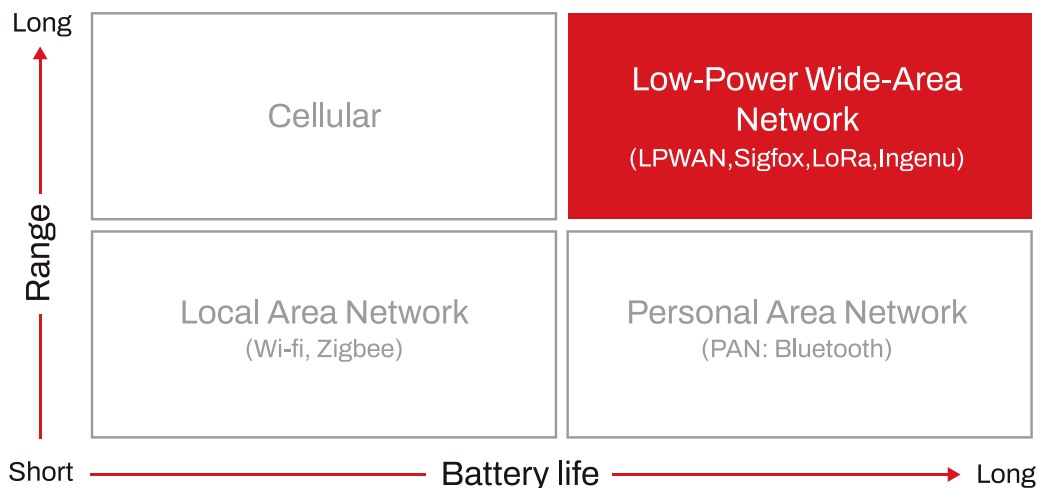 Long
Cellular
Low-Power Wide-Area
Network
(LPWAN,Sigfox,LoRa,Ingenu)
Range
Local Area Network
(Wi-fi, Zigbee)
Personal Area Network
(PAN: Bluetooth)
Short
Battery life
Long